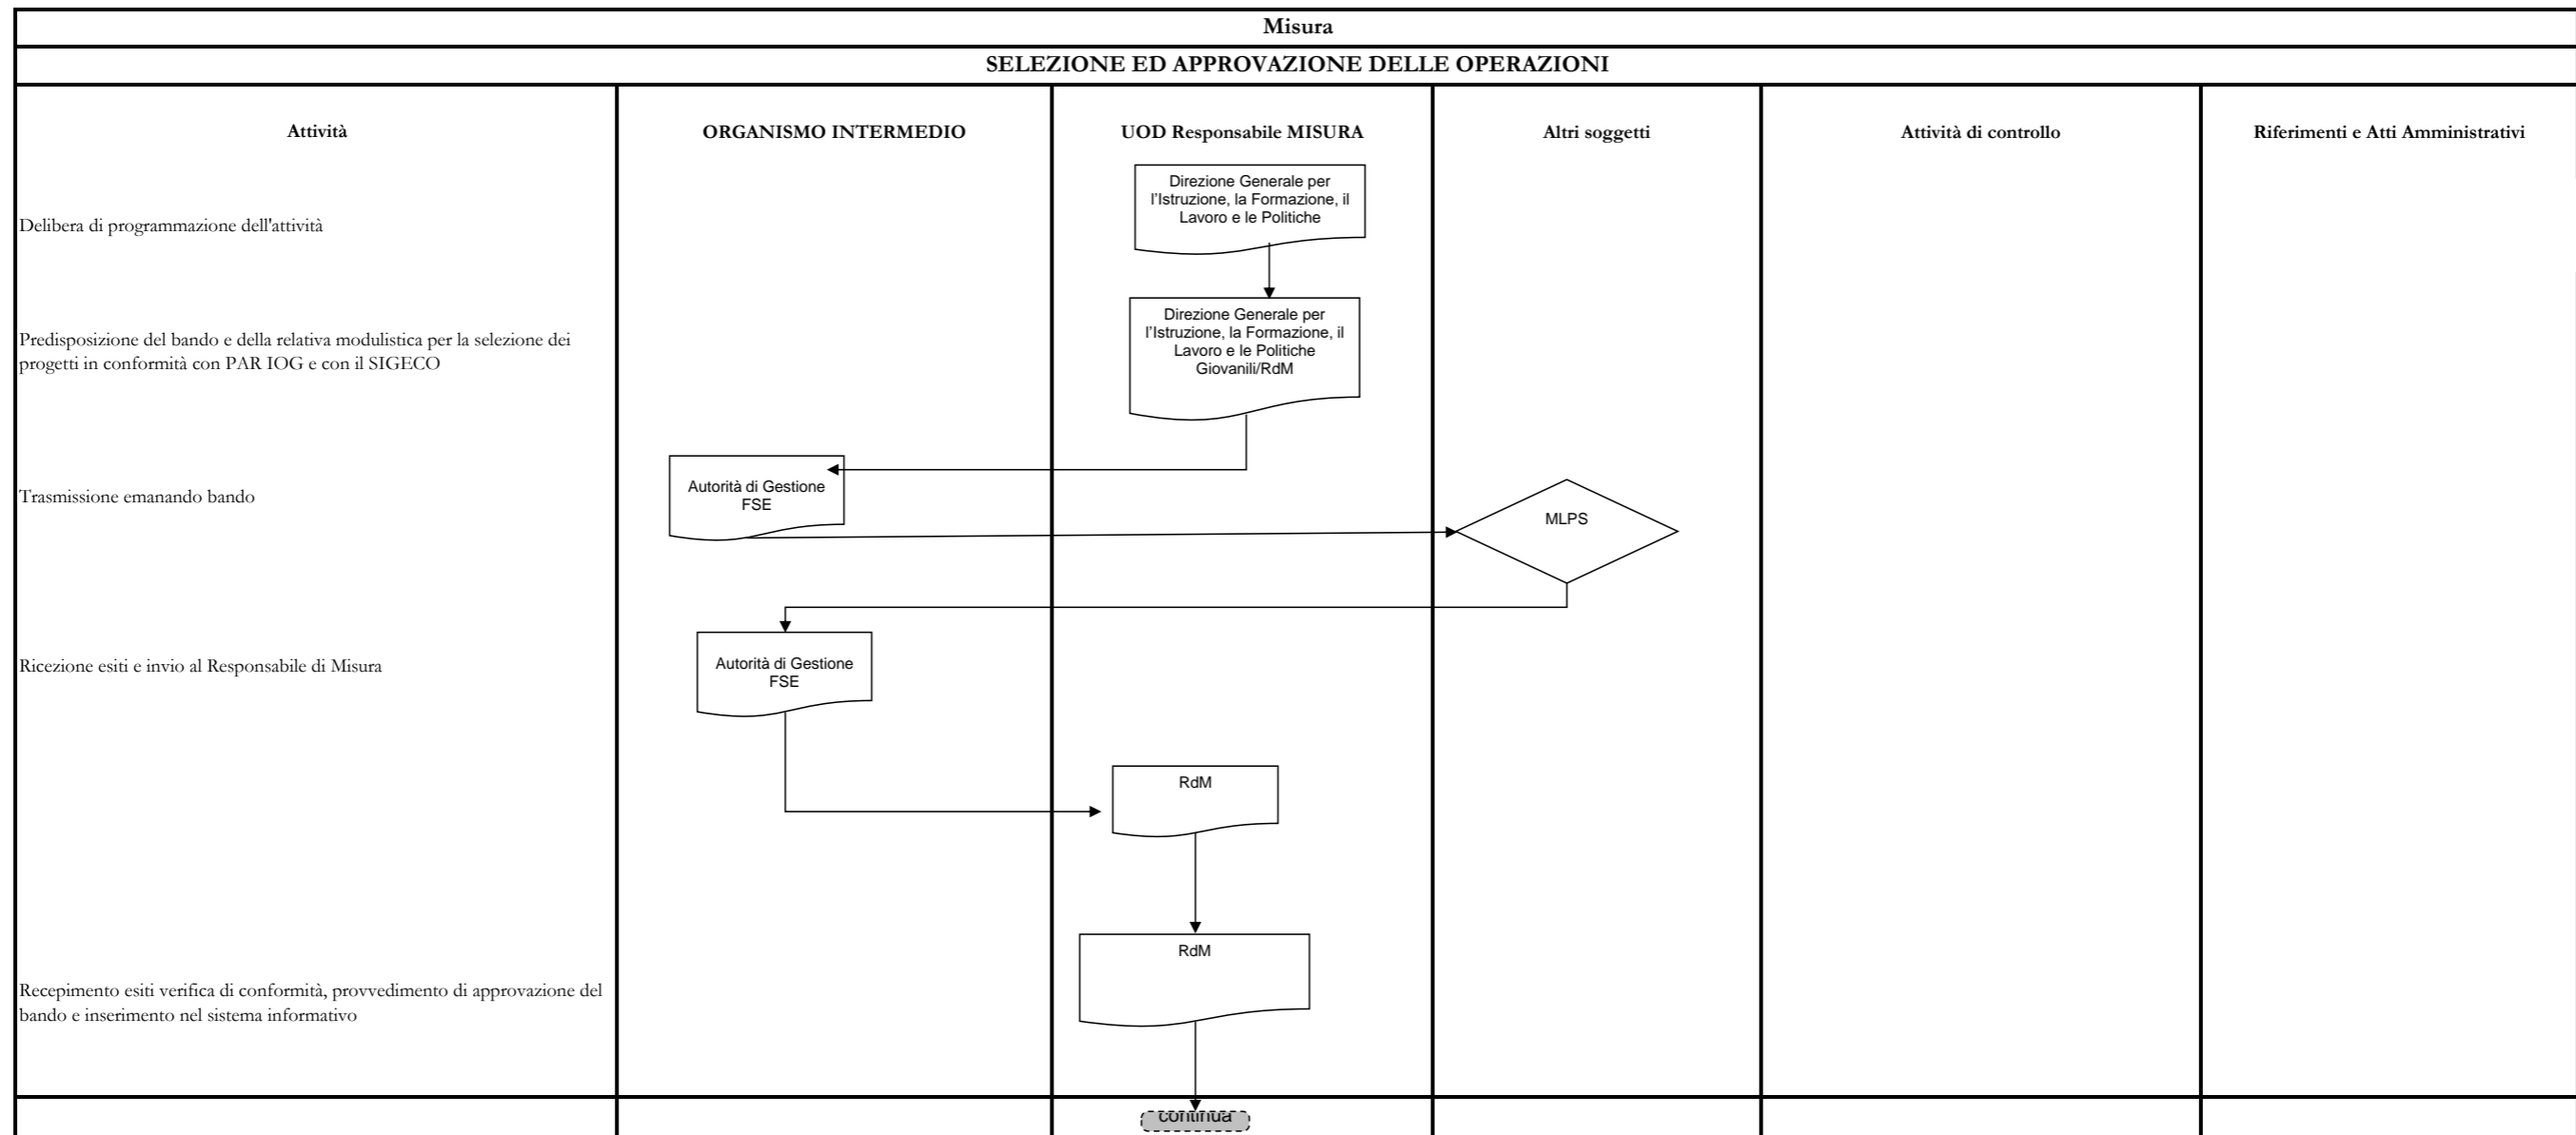 Misura
SELEZIONE ED APPROVAZIONE DELLE OPERAZIONI
Attività
ORGANISMO INTERMEDIO
UOD Responsabile MISURA
Altri soggetti
Attività di controllo
Riferimenti e Atti Amministrativi
Direzione Generale per
l'Istruzione, la Formazione, il
Lavoro e le Politiche
Delibera di programmazione dell'attività
Direzione Generale per
l'Istruzione, la Formazione, il
Lavoro e le Politiche
Giovanili/RdM
Predisposizione del bando e della relativa modulistica per la selezione dei
progetti in conformità con PAR IOG e con il SIGECO
Trasmissione emanando bando
Autorità di Gestione
FSE
MLPS
Ricezione esiti e invio al Responsabile di Misura
Autorità di Gestione
FSE
RdM
RdM
Recepimento esiti verifica di conformità, provvedimento di approvazione del
bando e inserimento nel sistema informativo
continua